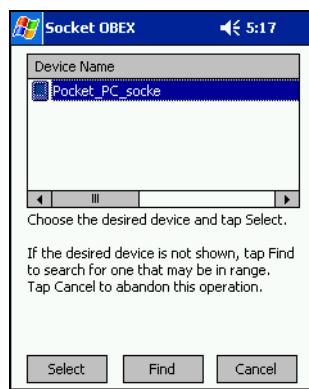 Socket OBEX 5:17
Device Name
Pocket_PC_socke
Choose the desired device and tap Select.
If the desired device is not shown, tap Find
to search for one that may be in range.
Tap Cancel to abandon this operation.
Select Find Cancel